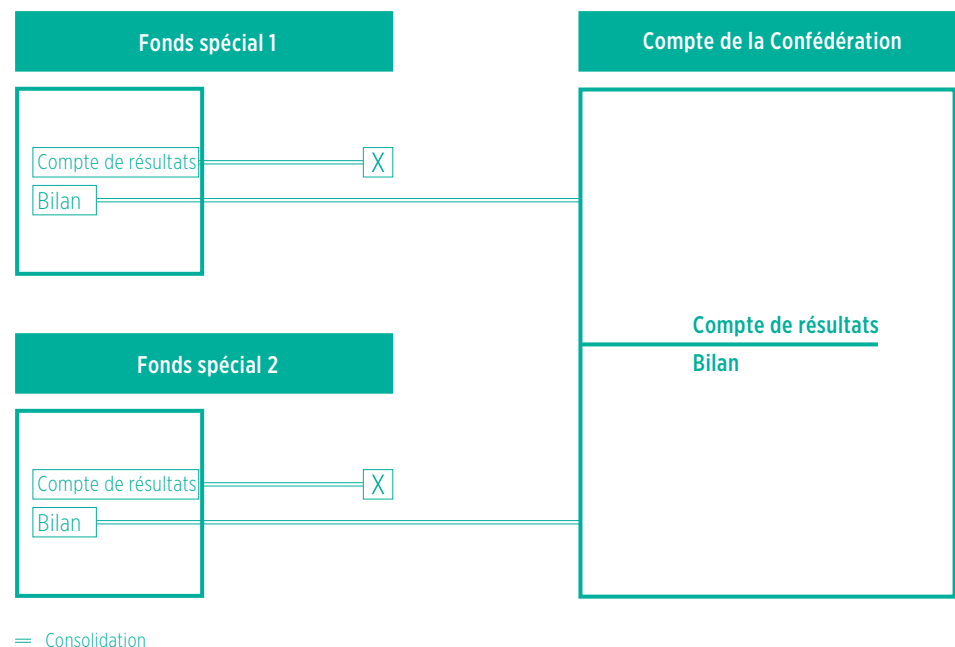 Fonds spécial 1
Compte de la Confédération
Compte de résultats
X
Bilan
Compte de résultats
Bilan
Fonds spécial 2
Compte de résultats
X
Bilan
Consolidation